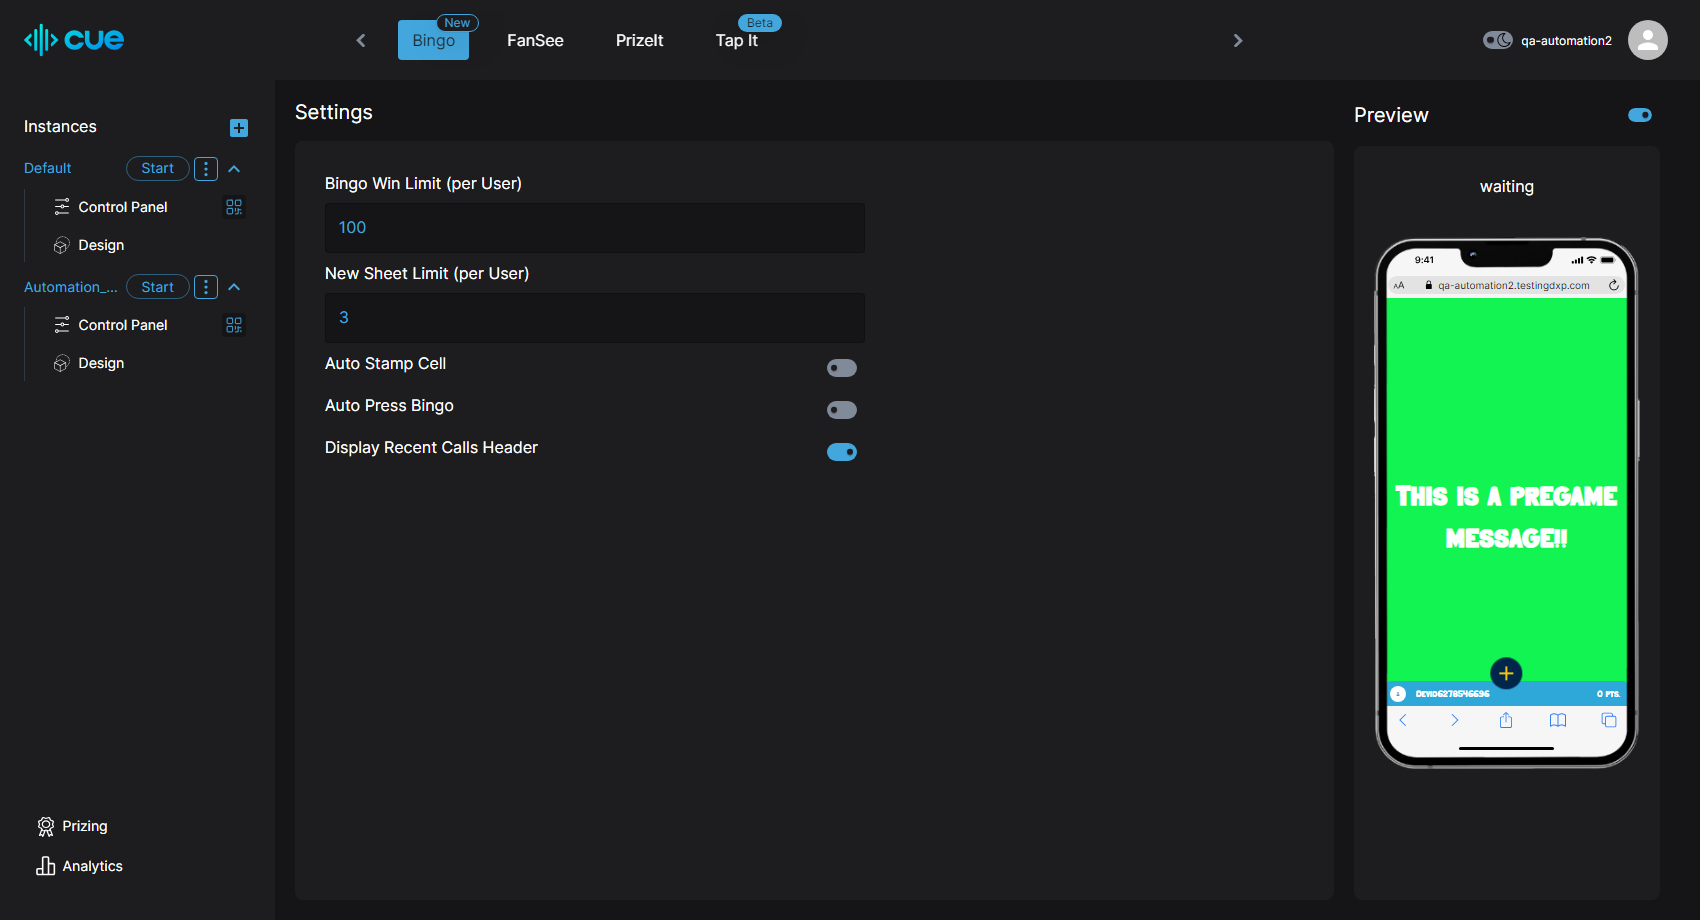 cue
Bingo
New
FanSee
PrizeIt
Tap It
Beta
qa-automation2
Instances
Default
Start
Control Panel
Design
Automation_...
Start
Control Panel
Design
Prizing
Analytics
Settings
Bingo Win Limit (per User)
100
New Sheet Limit (per User)
3
Auto Stamp Cell
Auto Press Bingo
Display Recent Calls Header
Preview
waiting
9:41
AA
qa-automation2.testingdxp.com
THIS IS A PREGAME
MESSAGE!!
DEVID6278546696
0 PTS.